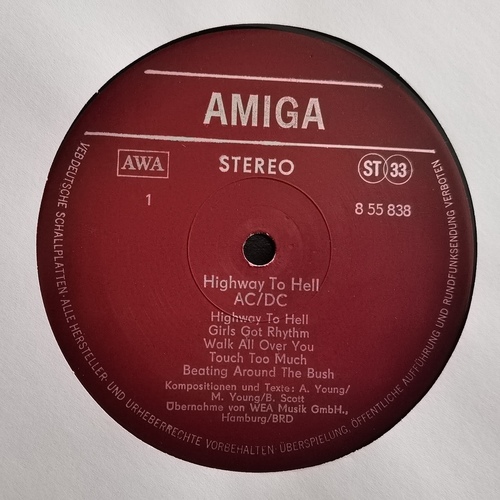 AMIGA
AWA
STEREO
ST 33
1
8 55 838
Highway To Hell
AC/DC
Highway To Hell
Girls Got Rhythm
Walk All Over You
Touch Too Much
Beating Around The Bush
Kompositionen und Texte: A. Young/
M. Young/B. Scott
Übernahme von WEA Musik GmbH.,
Hamburg/BRD
VEB DEUTSCHE SCHALLPLATTEN · ALLE HERSTELLER- UND URHEBERRECHTE VORBEHALTEN · ÜBERSPIELUNG, ÖFFENTLICHE AUFFÜHRUNG UND RUNDFUNKSENDUNG VERBOTEN